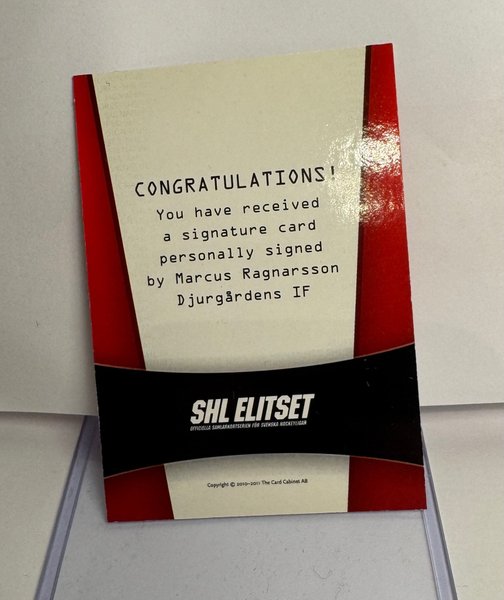 CONGRATULATIONS!
You have received
a signature card
personally signed
by Marcus Ragnarsson
Djurgårdens IF
SHL ELITSET
OFFICIELLA SAMLARKORTSSERIEN FÖR SVENSKA HOCKEYLIGAN
Copyright © 2010-2011 The Card Cabinet AB